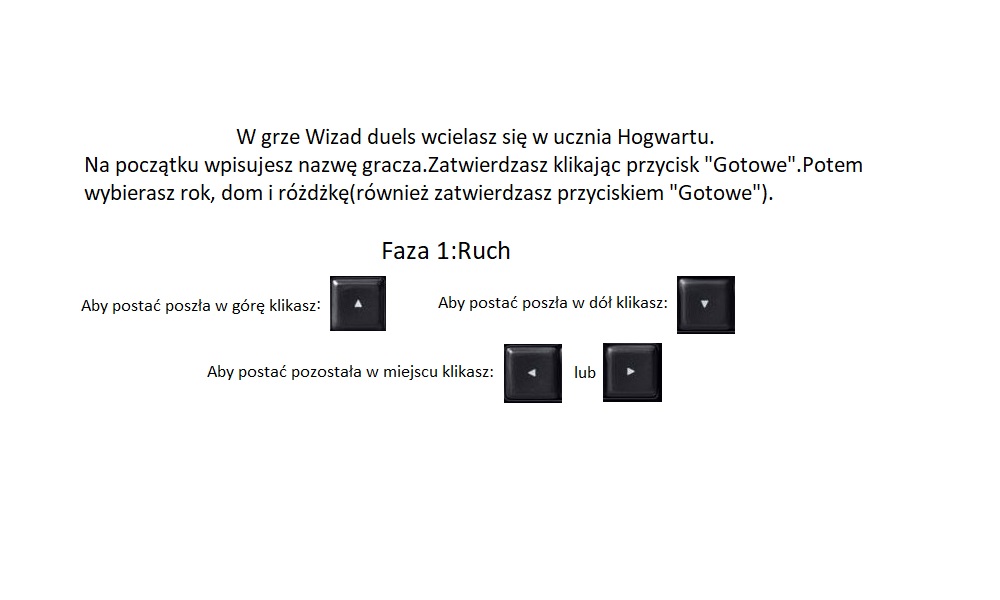 W grze Wizad duels wcielasz się w ucznia Hogwartu.
Na początku wpisujesz nazwę gracza.Zatwierdzasz klikając przycisk "Gotowe".Potem
wybierasz rok, dom i różdżkę(również zatwierdzasz przyciskiem "Gotowe").
Faza 1:Ruch
Aby postać poszła w górę klikasz: ▲ Aby postać poszła w dół klikasz: ▼
Aby postać pozostała w miejscu klikasz: ◄ lub ►